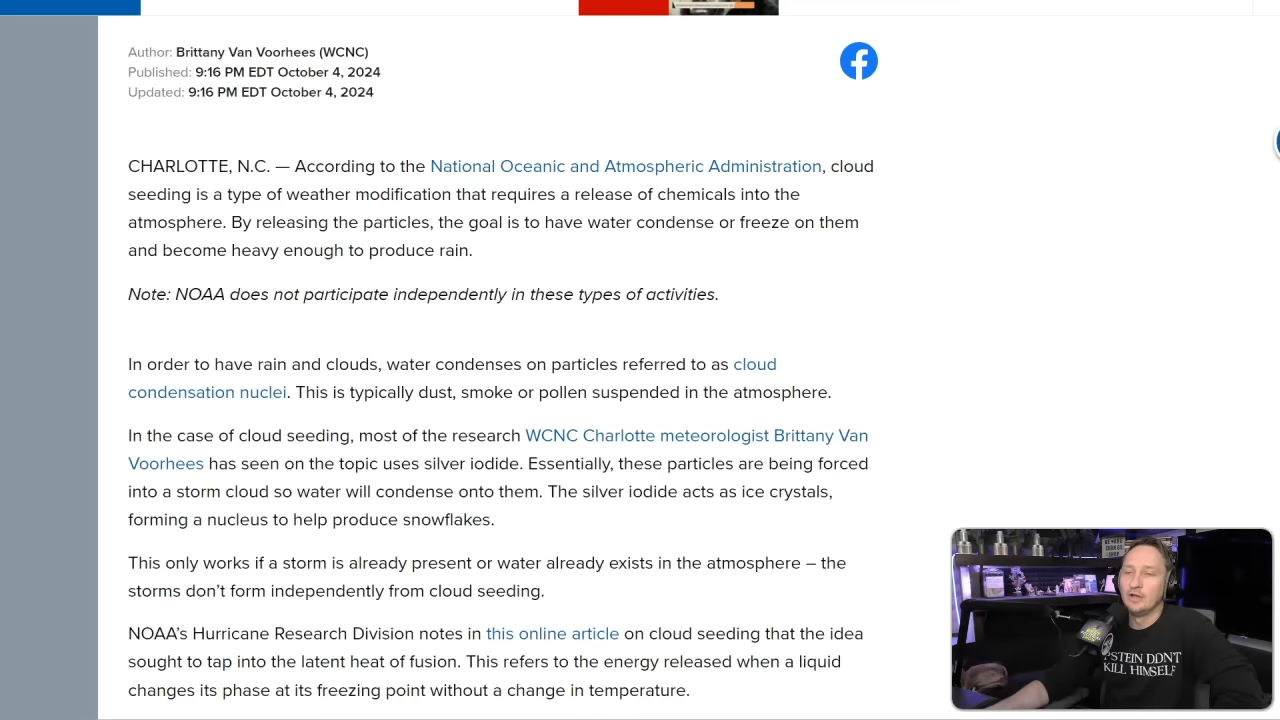 Author: Brittany Van Voorhees (WCNC)
Published: 9:16 PM EDT October 4, 2024
Updated: 9:16 PM EDT October 4, 2024
CHARLOTTE, N.C. — According to the National Oceanic and Atmospheric Administration, cloud
seeding is a type of weather modification that requires a release of chemicals into the
atmosphere. By releasing the particles, the goal is to have water condense or freeze on them
and become heavy enough to produce rain.
Note: NOAA does not participate independently in these types of activities.
In order to have rain and clouds, water condenses on particles referred to as cloud
condensation nuclei. This is typically dust, smoke or pollen suspended in the atmosphere.
In the case of cloud seeding, most of the research WCNC Charlotte meteorologist Brittany Van
Voorhees has seen on the topic uses silver iodide. Essentially, these particles are being forced
into a storm cloud so water will condense onto them. The silver iodide acts as ice crystals,
forming a nucleus to help produce snowflakes.
This only works if a storm is already present or water already exists in the atmosphere – the
storms don’t form independently from cloud seeding.
NOAA’s Hurricane Research Division notes in this online article on cloud seeding that the idea
sought to tap into the latent heat of fusion. This refers to the energy released when a liquid
changes its phase at its freezing point without a change in temperature.
PSTEIN DIDN'T
KILL HIMSELF